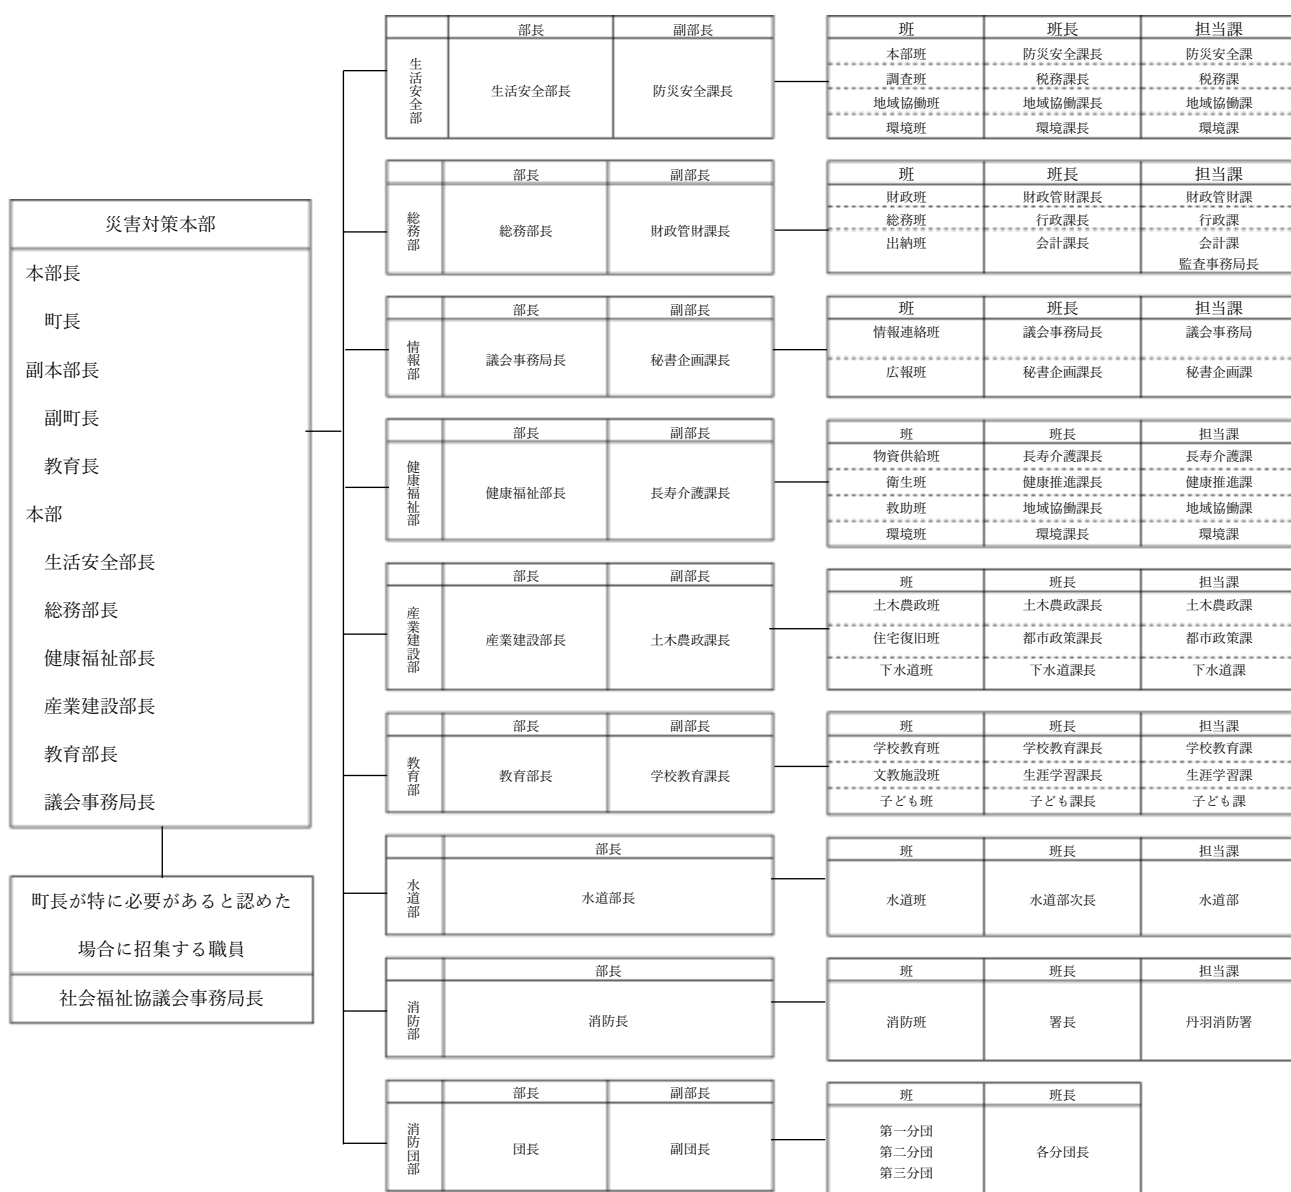 災害対策本部
本部長
町長
副本部長
副町長
教育長
本部
生活安全部長
総務部長
健康福祉部長
産業建設部長
教育部長
議会事務局長
町長が特に必要があると認めた
場合に招集する職員
社会福祉協議会事務局長
部長 副部長
生活安全部
生活安全部長 防災安全課長
班 班長 担当課
本部班 防災安全課長 防災安全課
調査班 税務課長 税務課
地域協働班 地域協働課長 地域協働課
環境班 環境課長 環境課
部長 副部長
総務部
総務部長 財政管財課長
班 班長 担当課
財政班 財政管財課長 財政管財課
総務班 行政課長 行政課
出納班 会計課長 会計課
監査事務局長
部長 副部長
情報部
議会事務局長 秘書企画課長
班 班長 担当課
情報連絡班 議会事務局長 議会事務局
広報班 秘書企画課長 秘書企画課
部長 副部長
健康福祉部
健康福祉部長 長寿介護課長
班 班長 担当課
物資供給班 長寿介護課長 長寿介護課
衛生班 健康推進課長 健康推進課
救助班 地域協働課長 地域協働課
環境班 環境課長 環境課
部長 副部長
産業建設部
産業建設部長 土木農政課長
班 班長 担当課
土木農政班 土木農政課長 土木農政課
住宅復旧班 都市政策課長 都市政策課
下水道班 下水道課長 下水道課
部長 副部長
教育部
教育部長 学校教育課長
班 班長 担当課
学校教育班 学校教育課長 学校教育課
文教施設班 生涯学習課長 生涯学習課
子ども班 子ども課長 子ども課
部長
水道部
水道部長
班 班長 担当課
水道班 水道部次長 水道部
部長
消防部
消防長
班 班長 担当課
消防班 署長 丹羽消防署
部長 副部長
消防団部
団長 副団長
班 班長
第一分団
第二分団
第三分団
各分団長